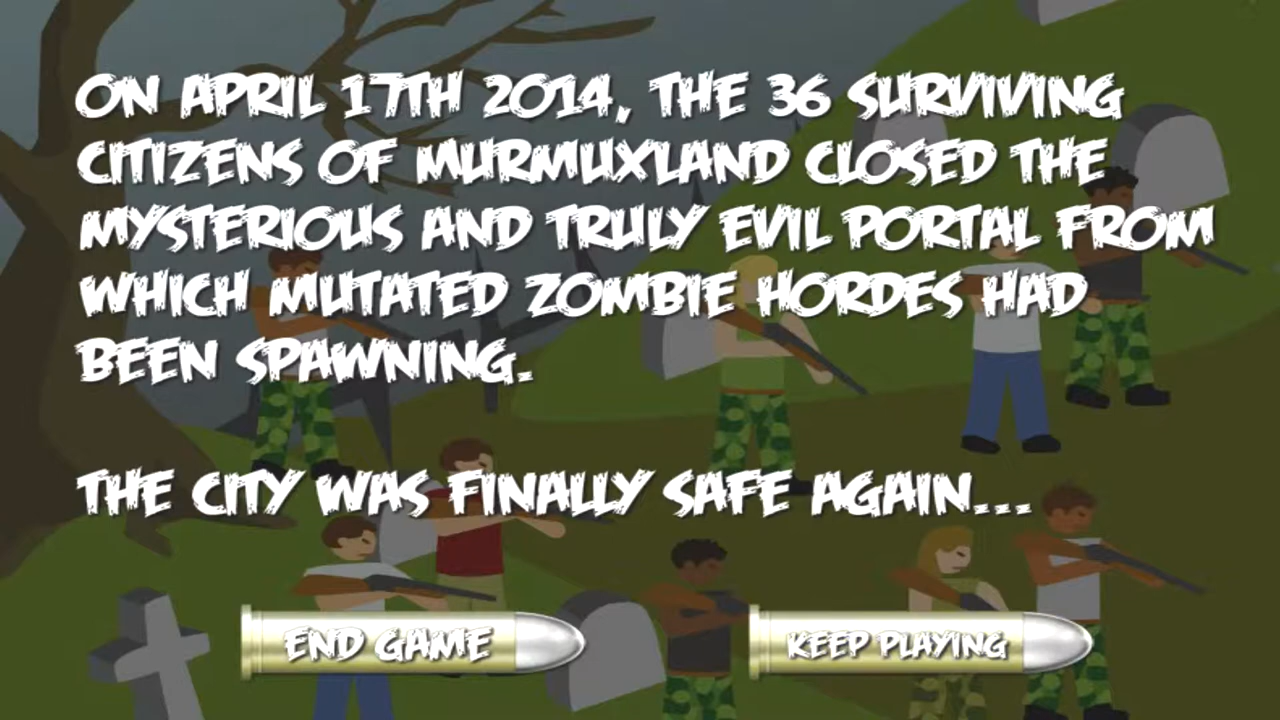 ON APRIL 17TH 2014, THE 36 SURVIVING
CITIZENS OF MURMUXLAND CLOSED THE
MYSTERIOUS AND TRULY EVIL PORTAL FROM
WHICH MUTATED ZOMBIE HORDES HAD
BEEN SPAWNING.
THE CITY WAS FINALLY SAFE AGAIN...
END GAME
KEEP PLAYING